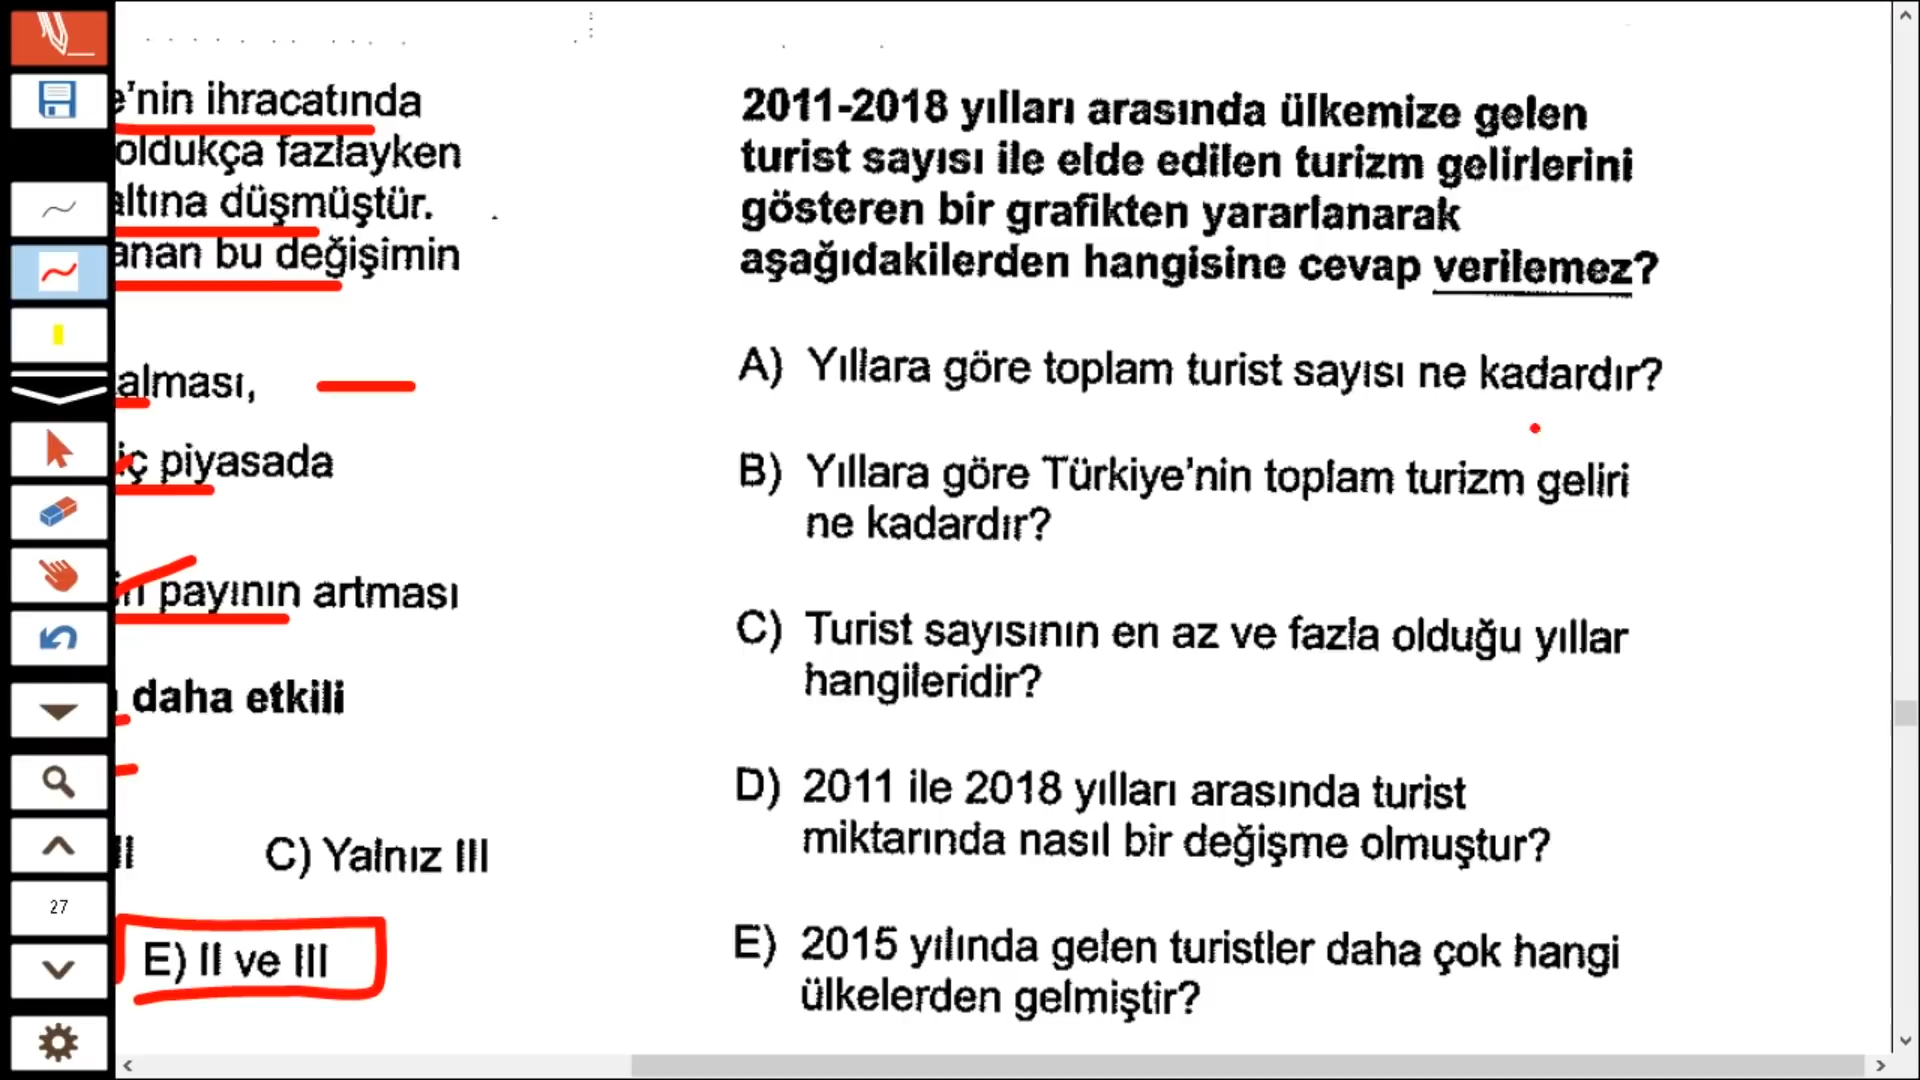 e'nin ihracatında
oldukça fazlayken
altına düşmüştür.
anan bu değişimin
alması,
iç piyasada
in payının artması
daha etkili
II
C) Yalnız III
E) II ve III
2011-2018 yılları arasında ülkemize gelen
turist sayısı ile elde edilen turizm gelirlerini
gösteren bir grafikten yararlanarak
aşağıdakilerden hangisine cevap verilemez?
A) Yıllara göre toplam turist sayısı ne kadardır?
B) Yıllara göre Türkiye'nin toplam turizm geliri
ne kadardır?
C) Turist sayısının en az ve fazla olduğu yıllar
hangileridir?
D) 2011 ile 2018 yılları arasında turist
miktarında nasıl bir değişme olmuştur?
E) 2015 yılında gelen turistler daha çok hangi
ülkelerden gelmiştir?
27